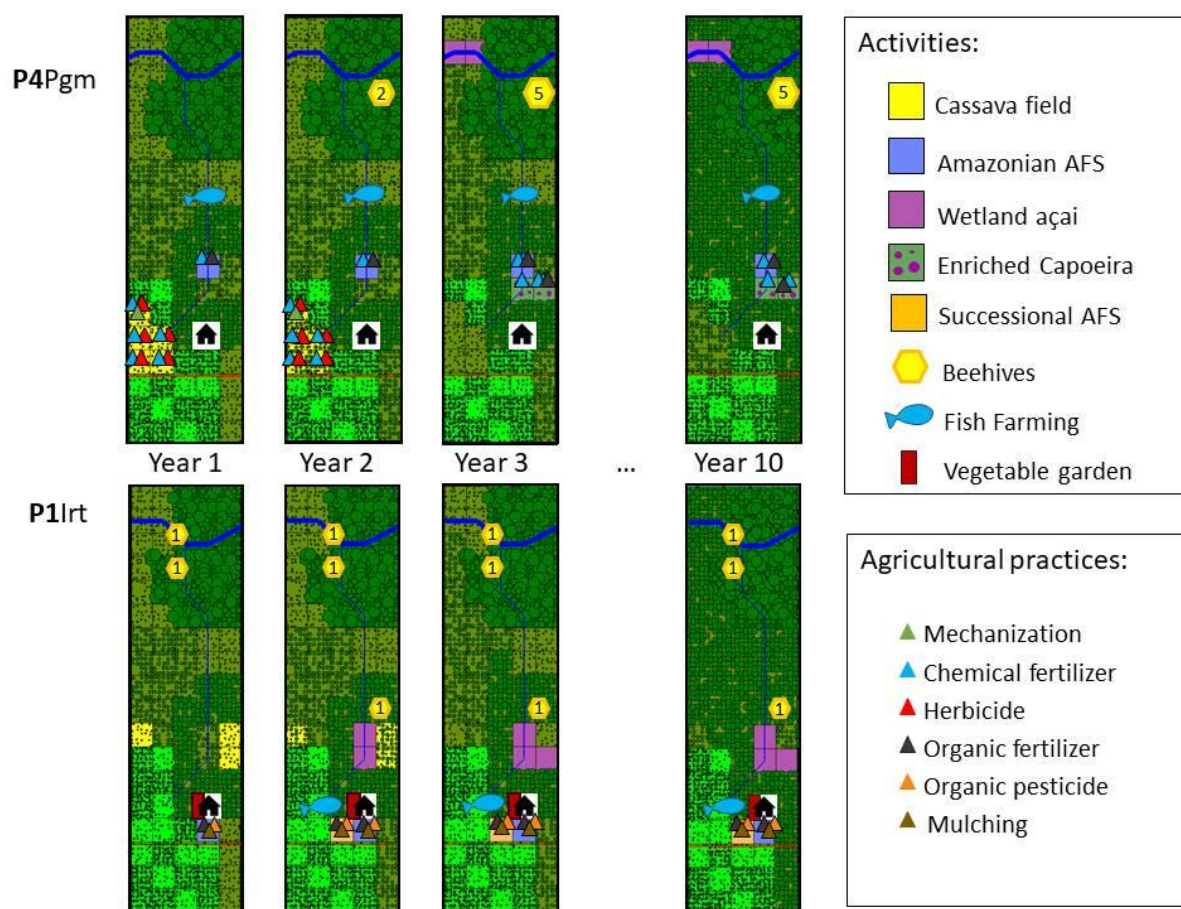 P4Pgm
2
5
5
Year 1
Year 2
Year 3
...
Year 10
P1lrt
1
1
1
1
1
1
1
1
1
1
1
Activities:
Cassava field
Amazonian AFS
Wetland açai
Enriched Capoeira
Successional AFS
Beehives
Fish Farming
Vegetable garden
Agricultural practices:
Mechanization
Chemical fertilizer
Herbicide
Organic fertilizer
Organic pesticide
Mulching